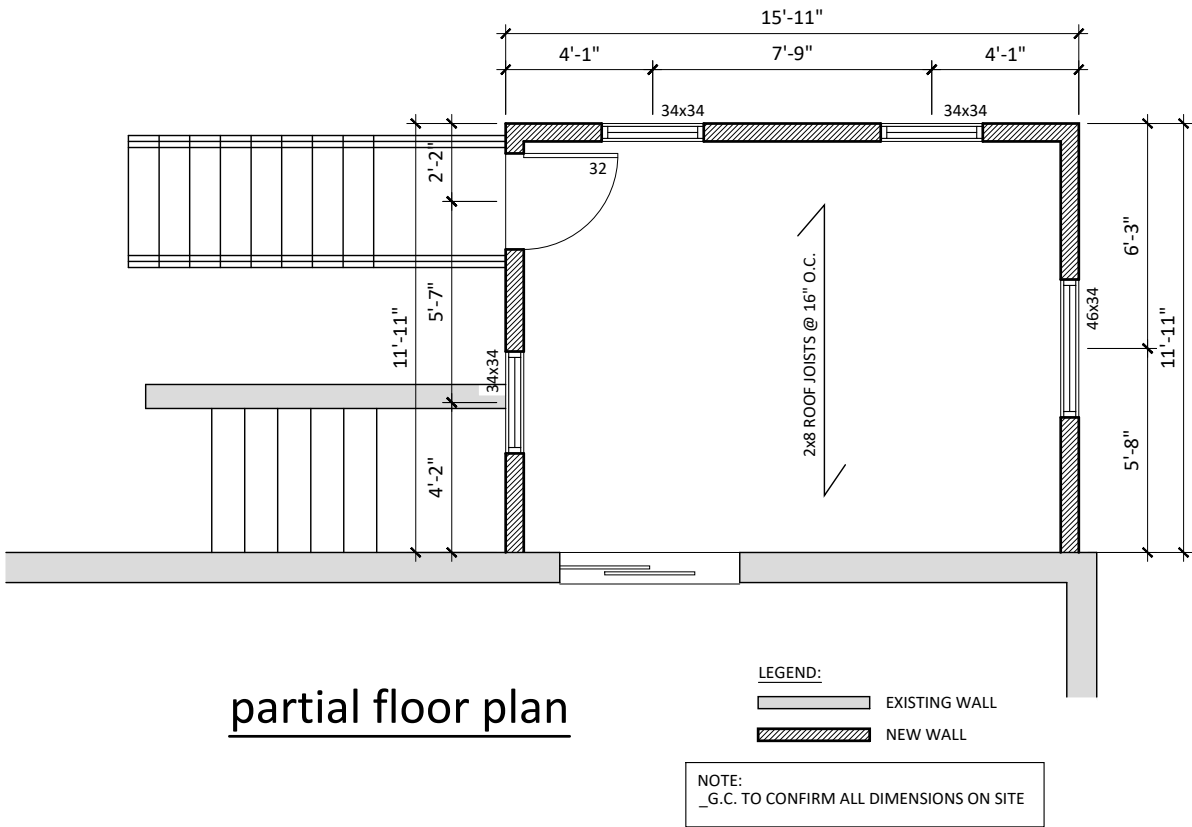 15'-11"
4'-1"
7'-9"
4'-1"
34x34
34x34
2'-2"
32
6'-3"
5'-7"
2x8 ROOF JOISTS @ 16" O.C.
46x34
11'-11"
11'-11"
34x34
4'-2"
5'-8"
partial floor plan
LEGEND:
EXISTING WALL
NEW WALL
NOTE:
_G.C. TO CONFIRM ALL DIMENSIONS ON SITE